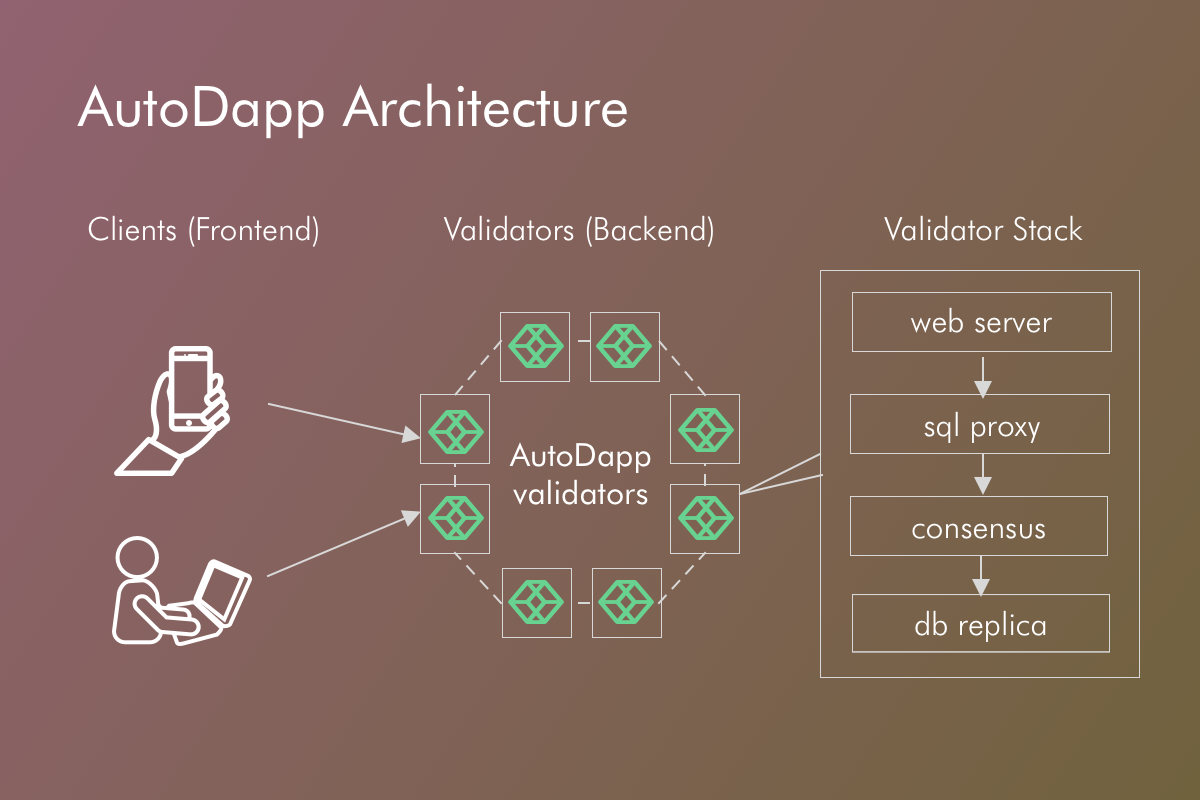 AutoDapp Architecture
Clients (Frontend)
Validators (Backend)
Validator Stack
AutoDapp
validators
web server
sql proxy
consensus
db replica